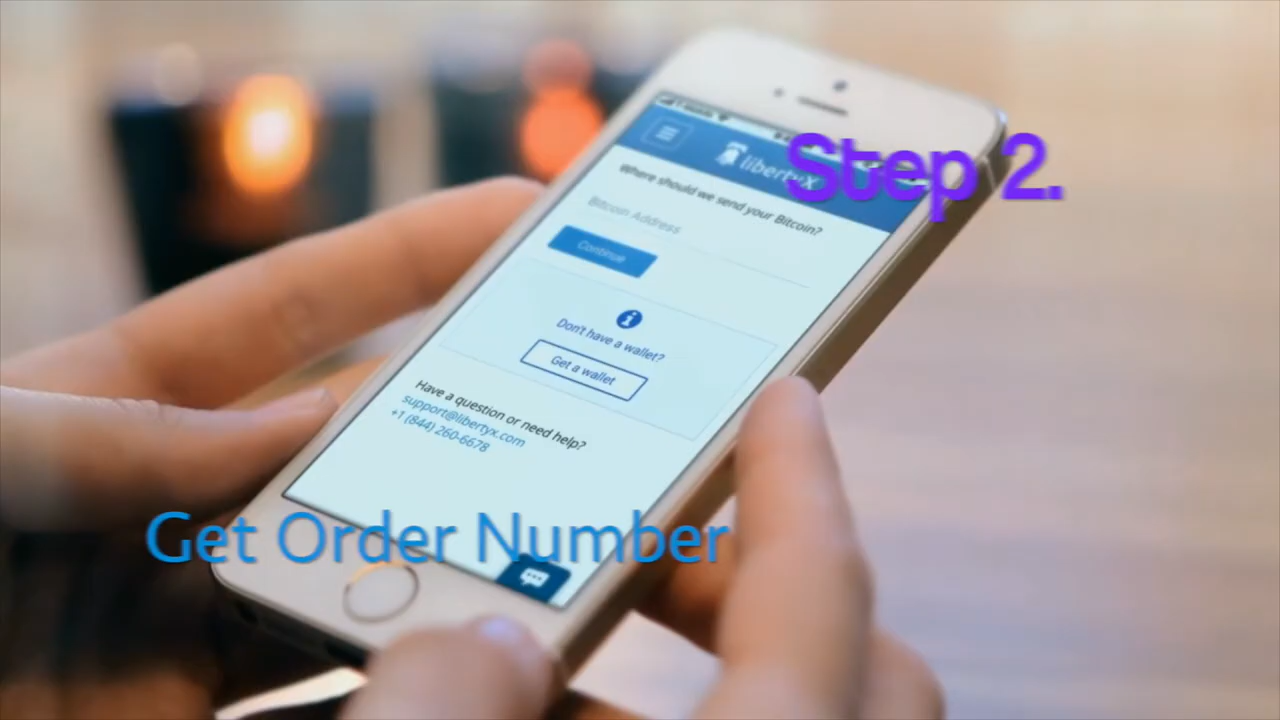 Step 2.
libertyx
Where should we send your Bitcoin?
Bitcoin Address
Continue
Don't have a wallet?
Get a wallet
Have a question or need help?
support@libertyx.com
+1 (844) 260-6678
Get Order Number